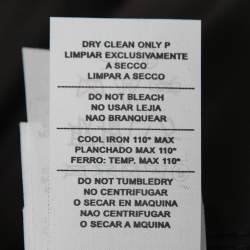 DRY CLEAN ONLY P
LIMPIAR EXCLUSIVAMENTE
A SECCO
LIMPAR A SECCO
DO NOT BLEACH
NO USAR LEJIA
NAO BRANQUEAR
COOL IRON 110° MAX
PLANCHADO MAX 110°
FERRO: TEMP. MAX 110°
DO NOT TUMBLEDRY
NO CENTRIFUGAR
O SECAR EN MAQUINA
NAO CENTRIFUGAR
O SECAR A MQUINA